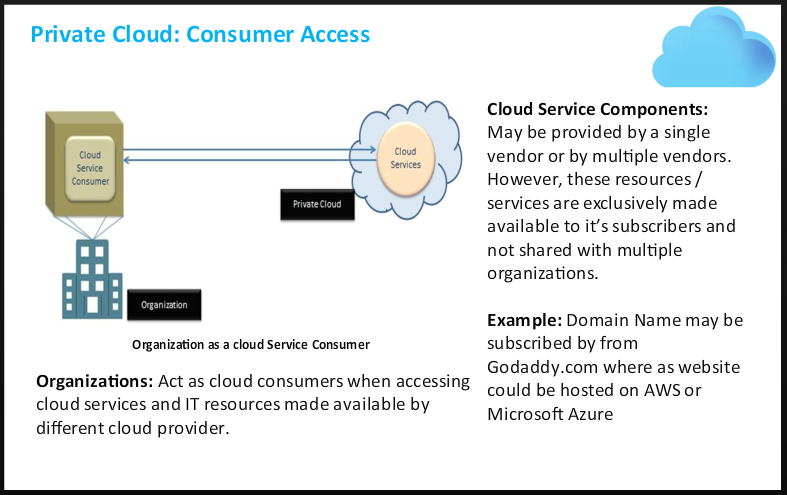 Private Cloud: Consumer Access
Cloud
Service
Consumer
Cloud
Services
Private Cloud
Organization
Organization as a cloud Service Consumer
Organizations: Act as cloud consumers when accessing
cloud services and IT resources made available by
different cloud provider.
Cloud Service Components:
May be provided by a single
vendor or by multiple vendors.
However, these resources /
services are exclusively made
available to it’s subscribers and
not shared with multiple
organizations.
Example: Domain Name may be
subscribed by from
Godaddy.com where as website
could be hosted on AWS or
Microsoft Azure